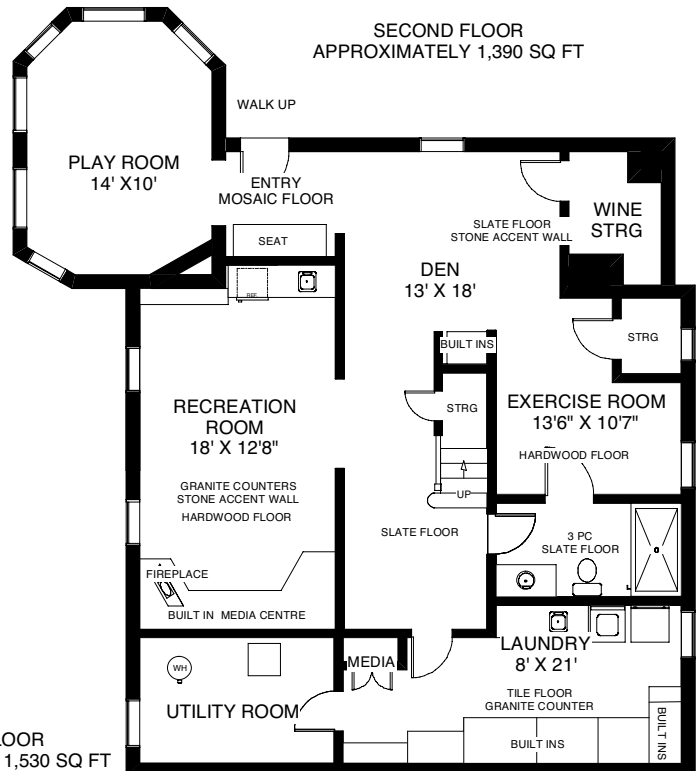 SECOND FLOOR
APPROXIMATELY 1,390 SQ FT
WALK UP
PLAY ROOM
14' X10'
ENTRY
MOSAIC FLOOR
SEAT
WINE
STRG
SLATE FLOOR
STONE ACCENT WALL
DEN
13' X 18'
REF.
BUILT INS
STRG
STRG
EXERCISE ROOM
13'6" X 10'7"
HARDWOOD FLOOR
RECREATION
ROOM
18' X 12'8"
GRANITE COUNTERS
STONE ACCENT WALL
HARDWOOD FLOOR
UP
SLATE FLOOR
3 PC
SLATE FLOOR
FIREPLACE
BUILT IN MEDIA CENTRE
LAUNDRY
8' X 21'
MEDIA
WH
TILE FLOOR
GRANITE COUNTER
UTILITY ROOM
BUILT INS
BUILT INS
LOOR
1,530 SQ FT